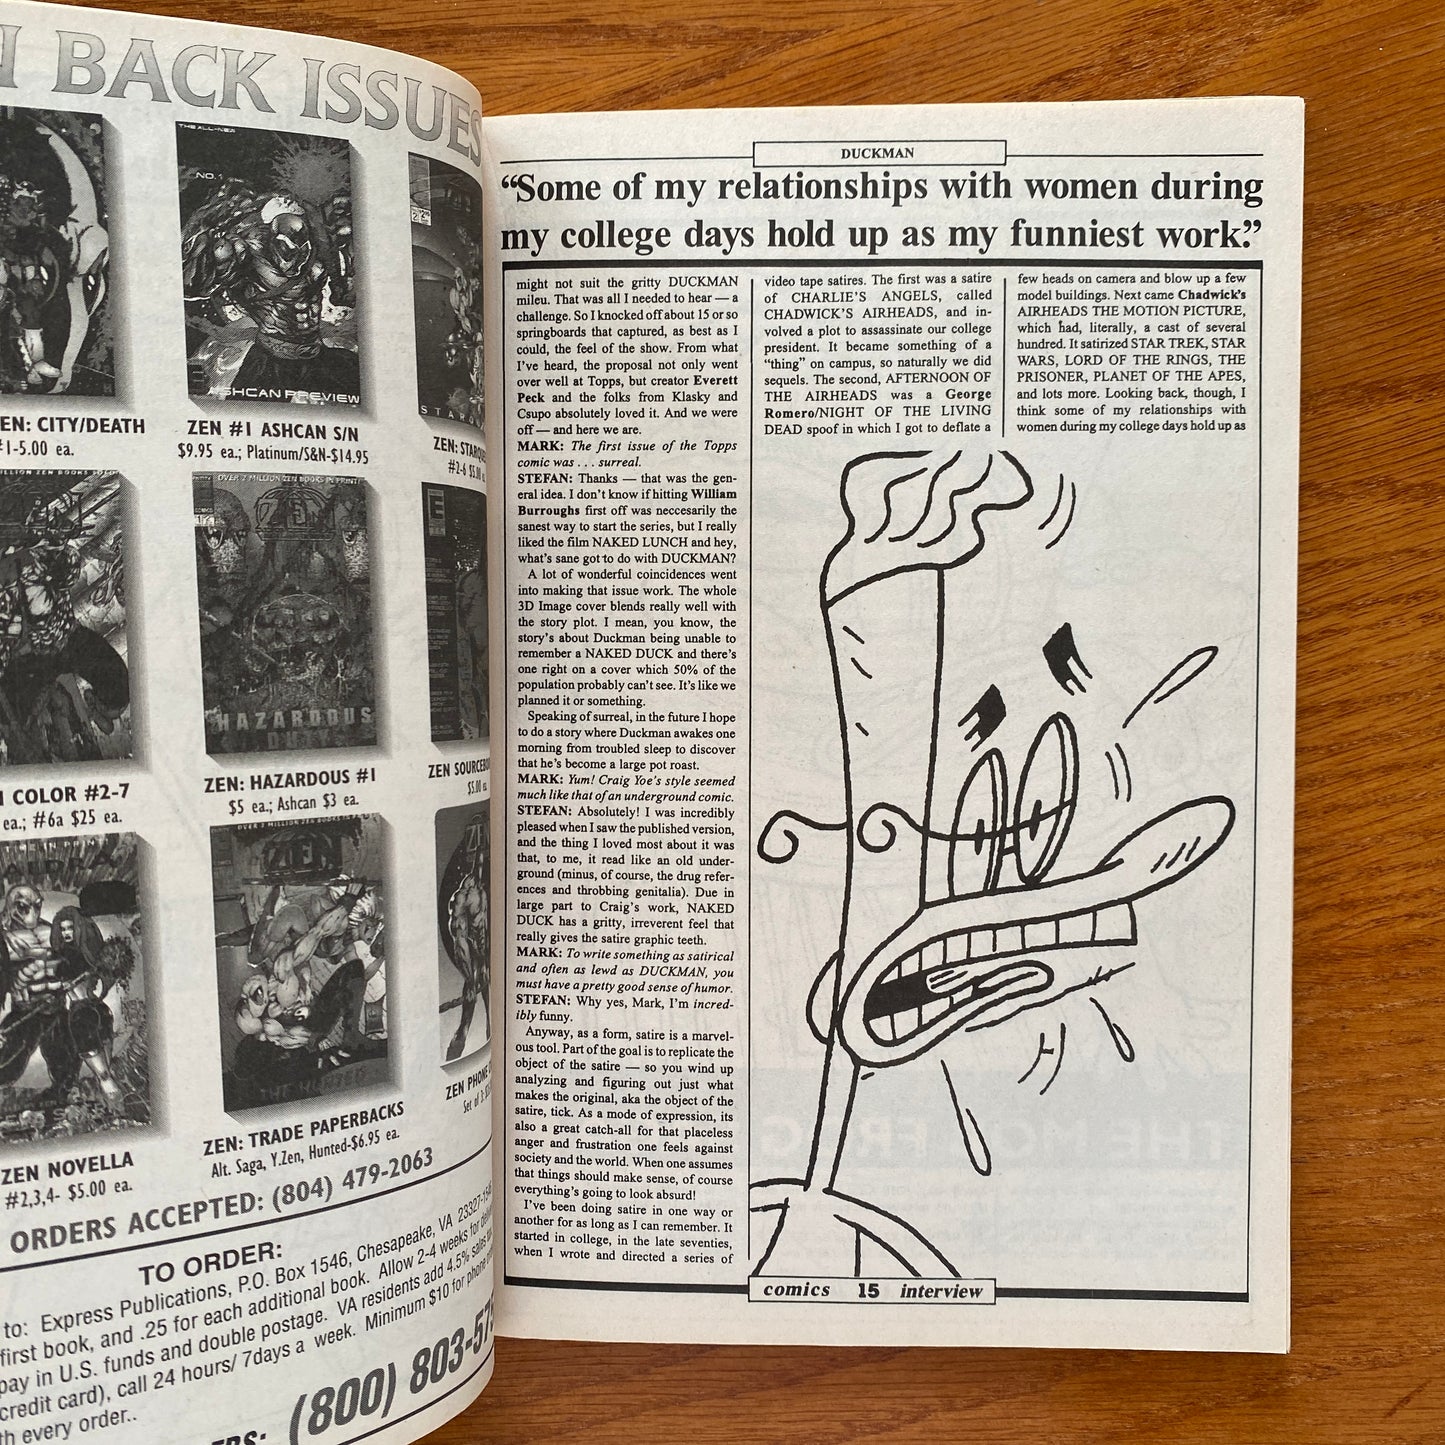 BACK ISSUES
THE ALL-NEW
NO. 1
ASHCAN PREVIEW
EN: CITY/DEATH
#1-5.00 ea.
ZEN #1 ASHCAN S/N
$9.95 ea.; Platinum/S&N-$14.95
ZEN:
#2-6
OVER 2 MILLION ZEN BOOKS IN PRINT!
HAZARDOUS
DUTY
COLOR #2-7
ea.; #6a $25 ea.
ZEN: HAZARDOUS #1
$5 ea.; Ashcan $3 ea.
ZEN SOURCEBO
$5.00 ea.
ZEN
THE HUNTED
ZEN NOVELLA
#2,3,4- $5.00 ea.
ZEN: TRADE PAPERBACKS
Alt. Saga, Y.Zen, Hunted-$6.95 ea.
ZEN PHONE
Set of
ORDERS ACCEPTED: (804) 479-2063
TO ORDER:
to: Express Publications, P.O. Box 1546, Chesapeake, VA 23327-1546
first book, and .25 for each additional book. Allow 2-4 weeks for
pay in U.S. funds and double postage. VA residents add 4.5% sales
credit card), call 24 hours/ 7days a week. Minimum $10 for phone
th every order..
(800) 803-57
DUCKMAN
“Some of my relationships with women during
my college days hold up as my funniest work.”
might not suit the gritty DUCKMAN
mileu. That was all I needed to hear — a
challenge. So I knocked off about 15 or so
springboards that captured, as best as I
could, the feel of the show. From what
I’ve heard, the proposal not only went
over well at Topps, but creator Everett
Peck and the folks from Klasky and
Csupo absolutely loved it. And we were
off — and here we are.
MARK: The first issue of the Topps
comic was . . . surreal.
STEFAN: Thanks — that was the gen-
eral idea. I don’t know if hitting William
Burroughs first off was neccesarily the
sanest way to start the series, but I really
liked the film NAKED LUNCH and hey,
what’s sane got to do with DUCKMAN?
A lot of wonderful coincidences went
into making that issue work. The whole
3D Image cover blends really well with
the story plot. I mean, you know, the
story’s about Duckman being unable to
remember a NAKED DUCK and there’s
one right on a cover which 50% of the
population probably can’t see. It’s like we
planned it or something.
Speaking of surreal, in the future I hope
to do a story where Duckman awakes one
morning from troubled sleep to discover
that he’s become a large pot roast.
MARK: Yum! Craig Yoe’s style seemed
much like that of an underground comic.
STEFAN: Absolutely! I was incredibly
pleased when I saw the published version,
and the thing I loved most about it was
that, to me, it read like an old under-
ground (minus, of course, the drug refer-
ences and throbbing genitalia). Due in
large part to Craig’s work, NAKED
DUCK has a gritty, irreverent feel that
really gives the satire graphic teeth.
MARK: To write something as satirical
and often as lewd as DUCKMAN, you
must have a pretty good sense of humor.
STEFAN: Why yes, Mark, I’m incred-
ibly funny.
Anyway, as a form, satire is a marvel-
ous tool. Part of the goal is to replicate the
object of the satire — so you wind up
analyzing and figuring out just what
makes the original, aka the object of the
satire, tick. As a mode of expression, its
also a great catch-all for that placeless
anger and frustration one feels against
society and the world. When one assumes
that things should make sense, of course
everything’s going to look absurd!
I’ve been doing satire in one way or
another for as long as I can remember. It
started in college, in the late seventies,
when I wrote and directed a series of
video tape satires. The first was a satire
of CHARLIE’S ANGELS, called
CHADWICK’S AIRHEADS, and in-
volved a plot to assassinate our college
president. It became something of a
“thing” on campus, so naturally we did
sequels. The second, AFTERNOON OF
THE AIRHEADS was a George
Romero/NIGHT OF THE LIVING
DEAD spoof in which I got to deflate a
few heads on camera and blow up a few
model buildings. Next came Chadwick’s
AIRHEADS THE MOTION PICTURE,
which had, literally, a cast of several
hundred. It satirized STAR TREK, STAR
WARS, LORD OF THE RINGS, THE
PRISONER, PLANET OF THE APES,
and lots more. Looking back, though, I
think some of my relationships with
women during my college days hold up as
comics 15 interview